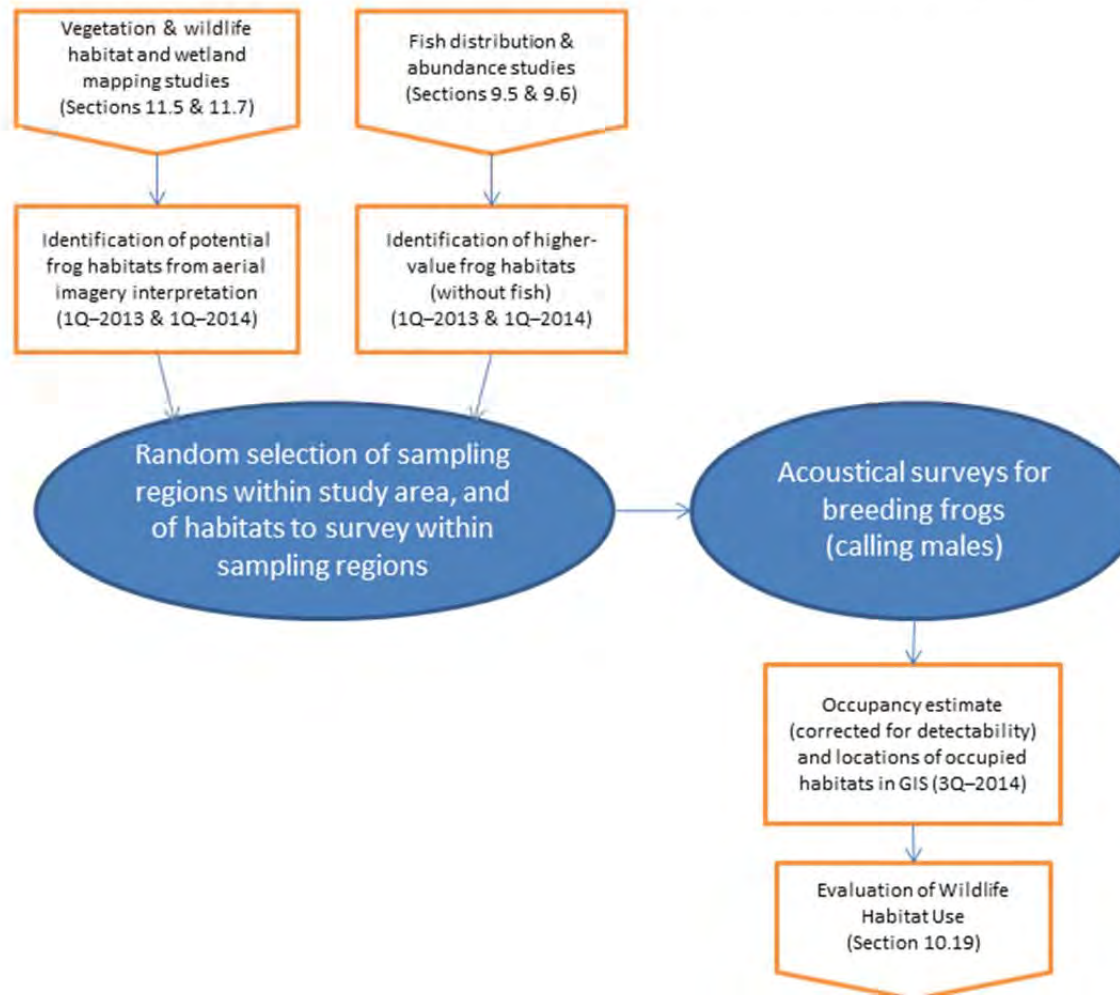 Vegetation & wildlife
habitat and wetland
mapping studies
(Sections 11.5 & 11.7)
Fish distribution &
abundance studies
(Sections 9.5 & 9.6)
Identification of potential
frog habitats from aerial
imagery interpretation
(1Q–2013 & 1Q–2014)
Identification of higher-
value frog habitats
(without fish)
(1Q–2013 & 1Q–2014)
Random selection of sampling
regions within study area, and
of habitats to survey within
sampling regions
Acoustical surveys for
breeding frogs
(calling males)
Occupancy estimate
(corrected for detectability)
and locations of occupied
habitats in GIS (3Q–2014)
Evaluation of Wildlife
Habitat Use
(Section 10.19)